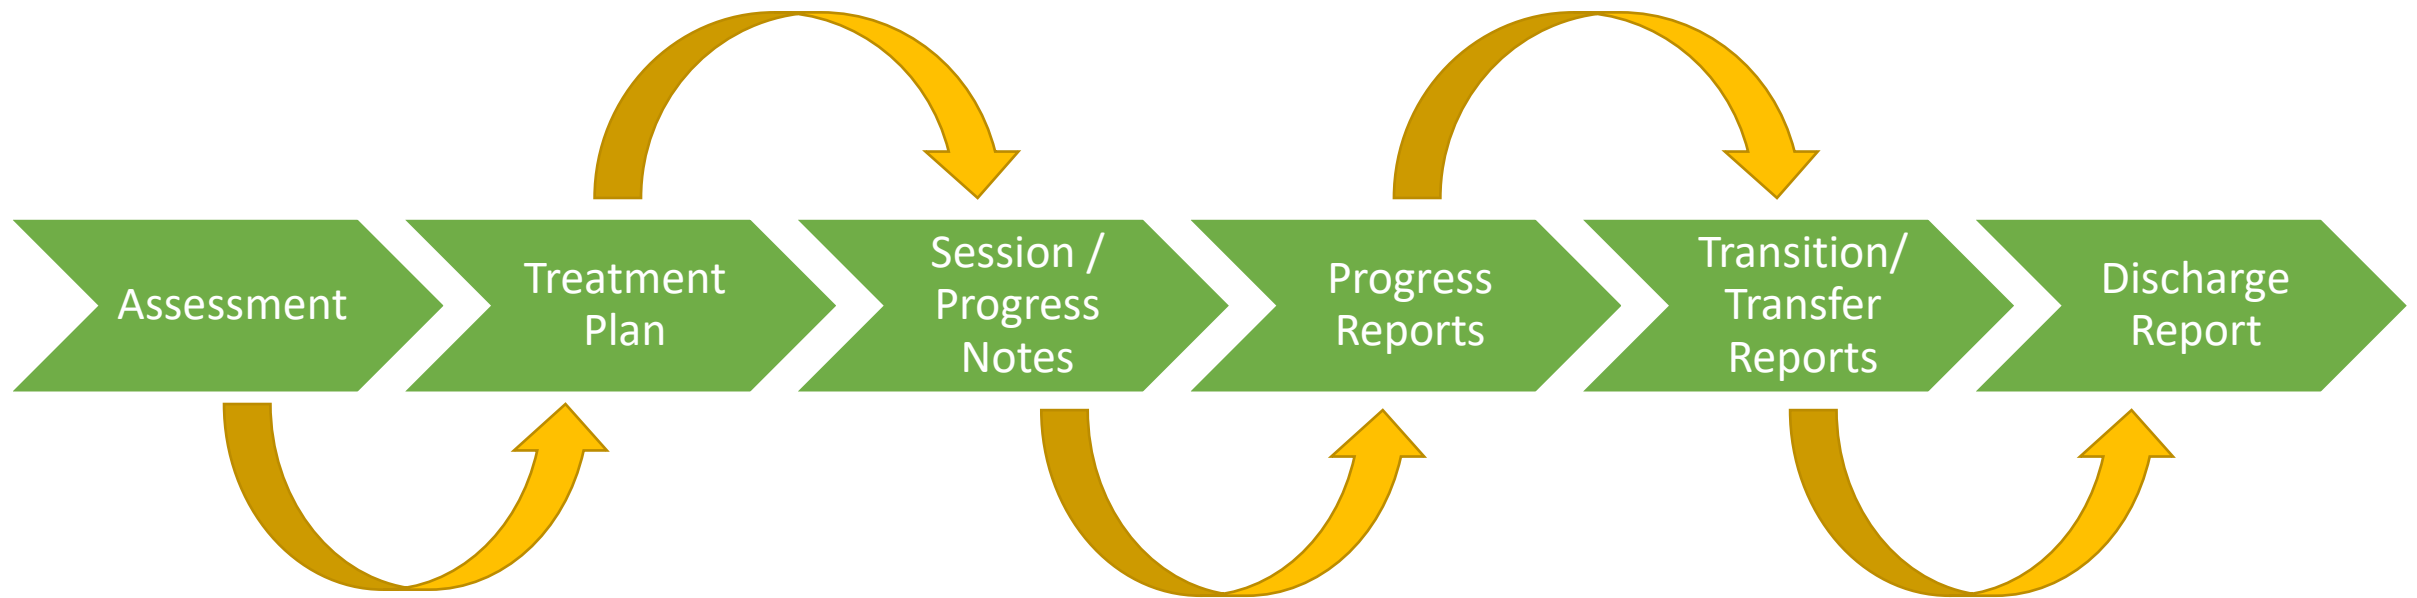 Assessment
Treatment
Plan
Session /
Progress
Notes
Progress
Reports
Transition/
Transfer
Reports
Discharge
Report